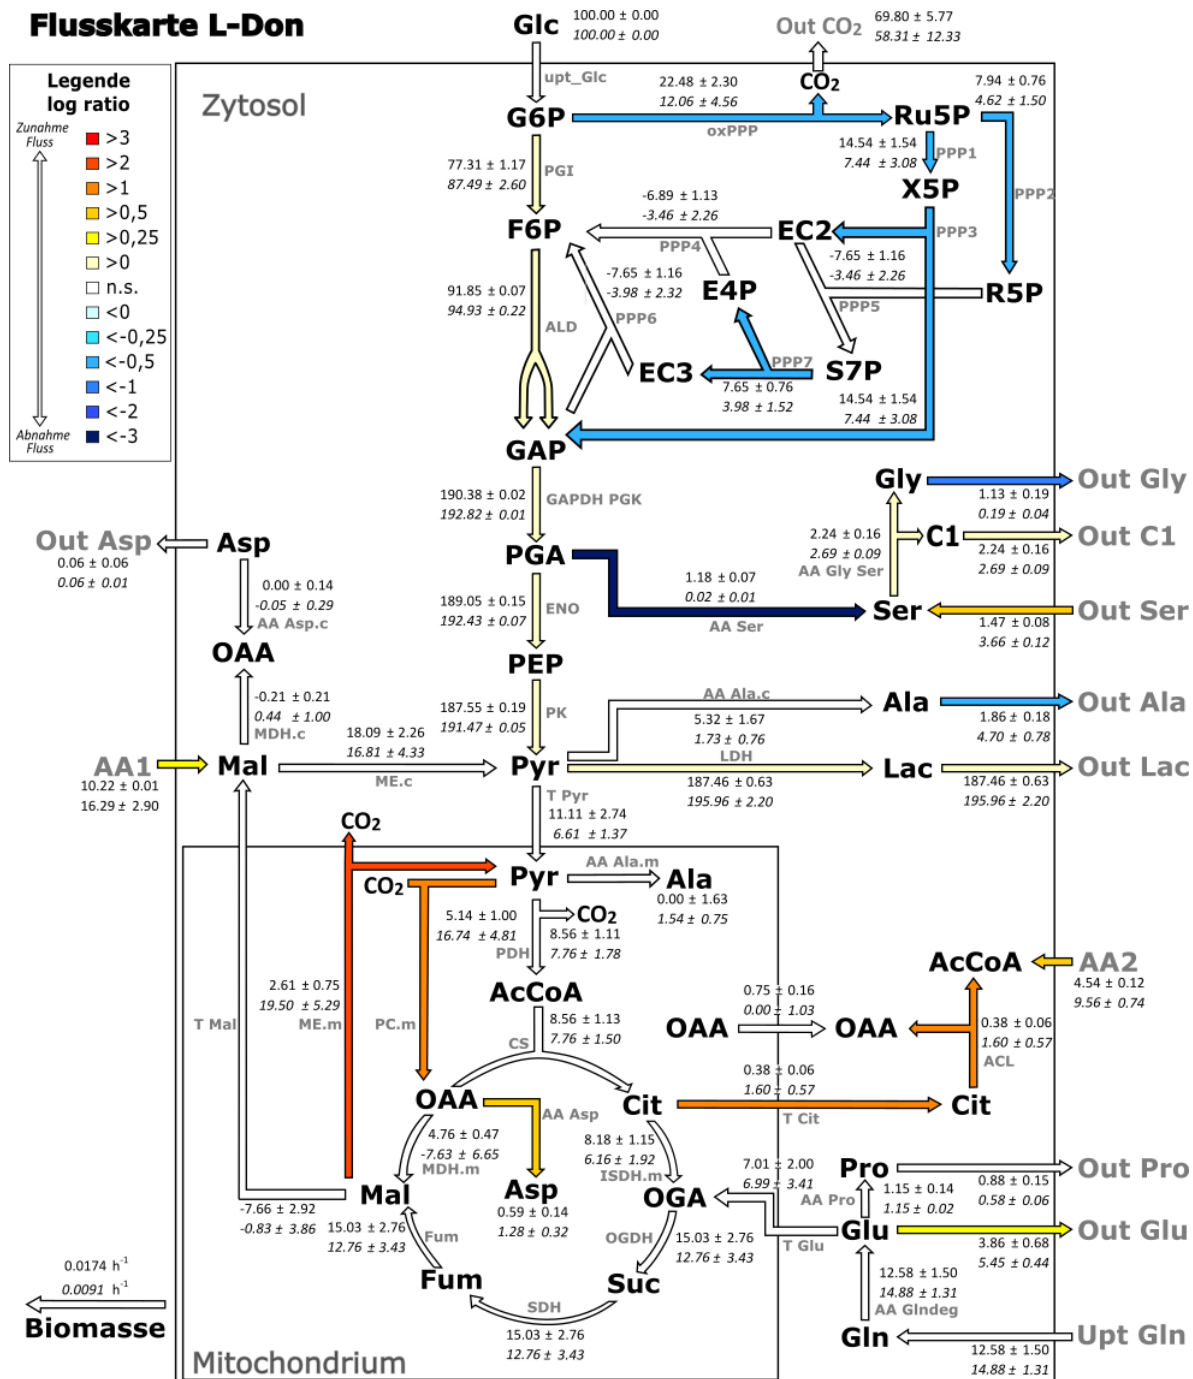 Flusskarte L-Don
Glc
100.00 ± 0.00
100.00 ± 0.00
Out CO₂
69.80 ± 5.77
58.31 ± 12.33
Legende
log ratio
Zunahme
Fluss
>3
>2
>1
>0,5
>0,25
>0
n.s.
<0
<-0,25
<-0,5
<-1
<-2
<-3
Abnahme
Fluss
Zytosol
upt_Glc
CO₂
G6P
22.48 ± 2.30
12.06 ± 4.56
oxPPP
Ru5P
7.94 ± 0.76
4.62 ± 1.50
77.31 ± 1.17
87.49 ± 2.60
PGI
14.54 ± 1.54
7.44 ± 3.08
PPP1
X5P
PPP2
F6P
-6.89 ± 1.13
-3.46 ± 2.26
PPP4
EC2
PPP3
-7.65 ± 1.16
-3.46 ± 2.26
PPP5
R5P
91.85 ± 0.07
94.93 ± 0.22
ALD
-7.65 ± 1.16
-3.98 ± 2.32
PPP6
E4P
EC3
PPP7
7.65 ± 0.76
3.98 ± 1.52
S7P
14.54 ± 1.54
7.44 ± 3.08
GAP
190.38 ± 0.02
192.82 ± 0.01
GAPDH PGK
Gly
Out Gly
1.13 ± 0.19
0.19 ± 0.04
2.24 ± 0.16
2.69 ± 0.09
AA Gly Ser
C1
Out C1
2.24 ± 0.16
2.69 ± 0.09
Out Asp
0.06 ± 0.06
0.06 ± 0.01
Asp
PGA
1.18 ± 0.07
0.02 ± 0.01
AA Ser
Ser
Out Ser
1.47 ± 0.08
3.66 ± 0.12
0.00 ± 0.14
-0.05 ± 0.29
AA Asp.c
189.05 ± 0.15
192.43 ± 0.07
ENO
OAA
PEP
-0.21 ± 0.21
0.44 ± 1.00
MDH.c
187.55 ± 0.19
191.47 ± 0.05
PK
AA Ala.c
5.32 ± 1.67
1.73 ± 0.76
Ala
Out Ala
1.86 ± 0.18
4.70 ± 0.78
AA1
10.22 ± 0.01
16.29 ± 2.90
Mal
18.09 ± 2.26
16.81 ± 4.33
ME.c
Pyr
LDH
187.46 ± 0.63
195.96 ± 2.20
Lac
Out Lac
187.46 ± 0.63
195.96 ± 2.20
T Pyr
11.11 ± 2.74
6.61 ± 1.37
CO₂
CO₂
Pyr
AA Ala.m
Ala
0.00 ± 1.63
1.54 ± 0.75
5.14 ± 1.00
16.74 ± 4.81
PDH
CO₂
8.56 ± 1.11
7.76 ± 1.78
AcCoA
AA2
4.54 ± 0.12
9.56 ± 0.74
T Mal
2.61 ± 0.75
19.50 ± 5.29
ME.m
PC.m
AcCoA
8.56 ± 1.13
7.76 ± 1.50
CS
0.75 ± 0.16
0.00 ± 1.03
OAA
OAA
0.38 ± 0.06
1.60 ± 0.57
ACL
OAA
AA Asp
Cit
0.38 ± 0.06
1.60 ± 0.57
T Cit
Cit
4.76 ± 0.47
-7.63 ± 6.65
MDH.m
8.18 ± 1.15
6.16 ± 1.92
ISDH.m
Asp
0.59 ± 0.14
1.28 ± 0.32
Mal
OGA
7.01 ± 2.00
6.99 ± 3.41
T Glu
Pro
1.15 ± 0.14
1.15 ± 0.02
AA Pro
Out Pro
0.88 ± 0.15
0.58 ± 0.06
-7.66 ± 2.92
-0.83 ± 3.86
15.03 ± 2.76
12.76 ± 3.43
Fum
OGDH
15.03 ± 2.76
12.76 ± 3.43
Glu
Out Glu
3.86 ± 0.68
5.45 ± 0.44
Fum
Suc
SDH
15.03 ± 2.76
12.76 ± 3.43
12.58 ± 1.50
14.88 ± 1.31
AA Glndeg
Gln
Upt Gln
12.58 ± 1.50
14.88 ± 1.31
0.0174 h⁻¹
0.0091 h⁻¹
Biomasse
Mitochondrium